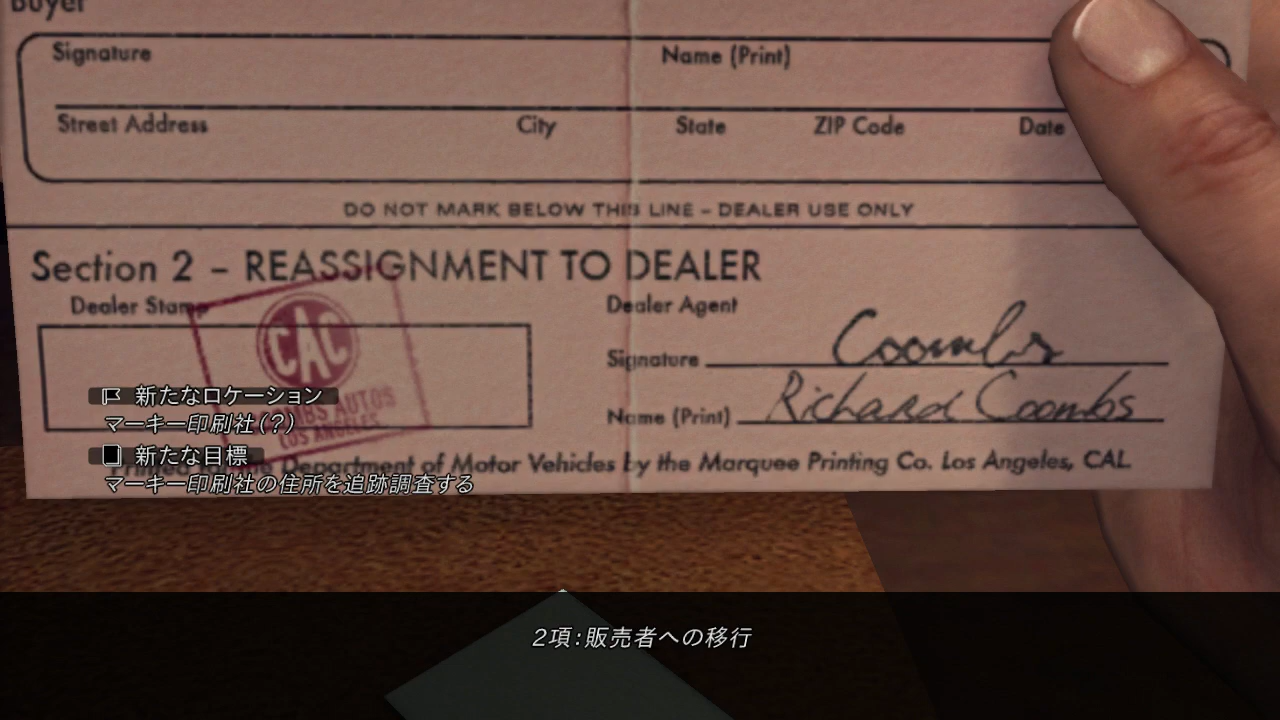 Buyer
Signature
Name (Print)
Street Address
City
State
ZIP Code
Date
DO NOT MARK BELOW THIS LINE – DEALER USE ONLY
Section 2 – REASSIGNMENT TO DEALER
Dealer Stamp
Dealer Agent
CAC
AUTOS
LOS ANGELES
Signature Coombs
Name (Print) Richard Coombs
新たなロケーション
マーキー印刷社(?)
新たな目標
Department of Motor Vehicles by the Marquee Printing Co. Los Angeles, CAL
マーキー印刷社の住所を追跡調査する
2項:販売者への移行